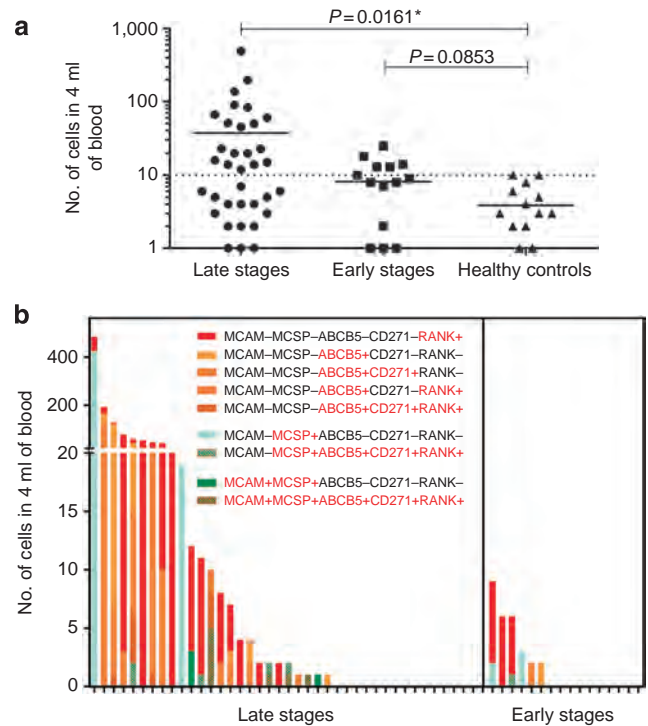 a
P=0.0161*
P=0.0853
No. of cells in 4 ml
of blood
1,000
100
10
1
Late stages
Early stages
Healthy controls
b
No. of cells in 4 ml of blood
400
200
20
20
15
10
5
0
MCAM–MCSP–ABCB5–CD271–RANK+
MCAM–MCSP–ABCB5+CD271–RANK–
MCAM–MCSP–ABCB5+CD271+RANK–
MCAM–MCSP–ABCB5+CD271–RANK+
MCAM–MCSP–ABCB5+CD271+RANK+
MCAM–MCSP+ABCB5–CD271–RANK–
MCAM–MCSP+ABCB5+CD271+RANK+
MCAM+MCSP+ABCB5–CD271–RANK–
MCAM+MCSP+ABCB5+CD271+RANK+
Late stages
Early stages